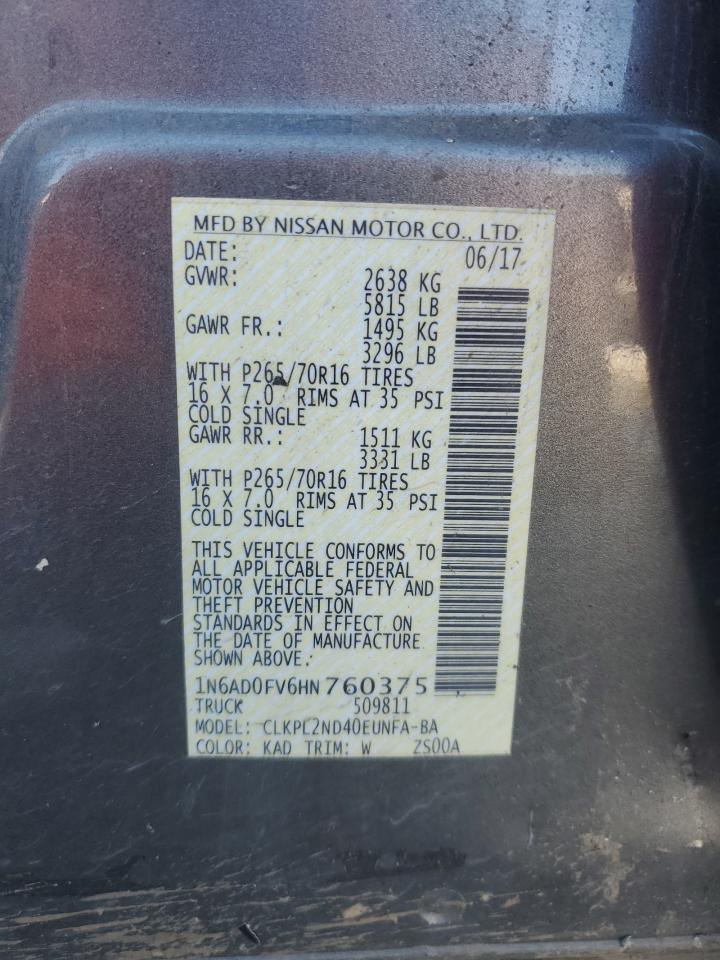 MFD BY NISSAN MOTOR CO., LTD.
DATE: 06/17
GVWR: 2638 KG
5815 LB
GAWR FR.: 1495 KG
3296 LB
WITH P265/70R16 TIRES
16 X 7.0 RIMS AT 35 PSI
COLD SINGLE
GAWR RR.: 1511 KG
3331 LB
WITH P265/70R16 TIRES
16 X 7.0 RIMS AT 35 PSI
COLD SINGLE
THIS VEHICLE CONFORMS TO
ALL APPLICABLE FEDERAL
MOTOR VEHICLE SAFETY AND
THEFT PREVENTION
STANDARDS IN EFFECT ON
THE DATE OF MANUFACTURE
SHOWN ABOVE.
1N6AD0FV6HN760375
TRUCK 509811
MODEL: CLKPL2ND40EUNFA-BA
COLOR: KAD TRIM: W ZS00A